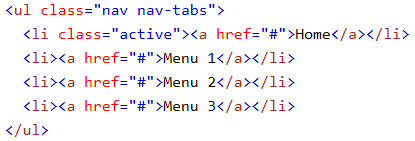 <ul class="nav nav-tabs">
  <li class="active"><a href="#">Home</a></li>
  <li><a href="#">Menu 1</a></li>
  <li><a href="#">Menu 2</a></li>
  <li><a href="#">Menu 3</a></li>
</ul>